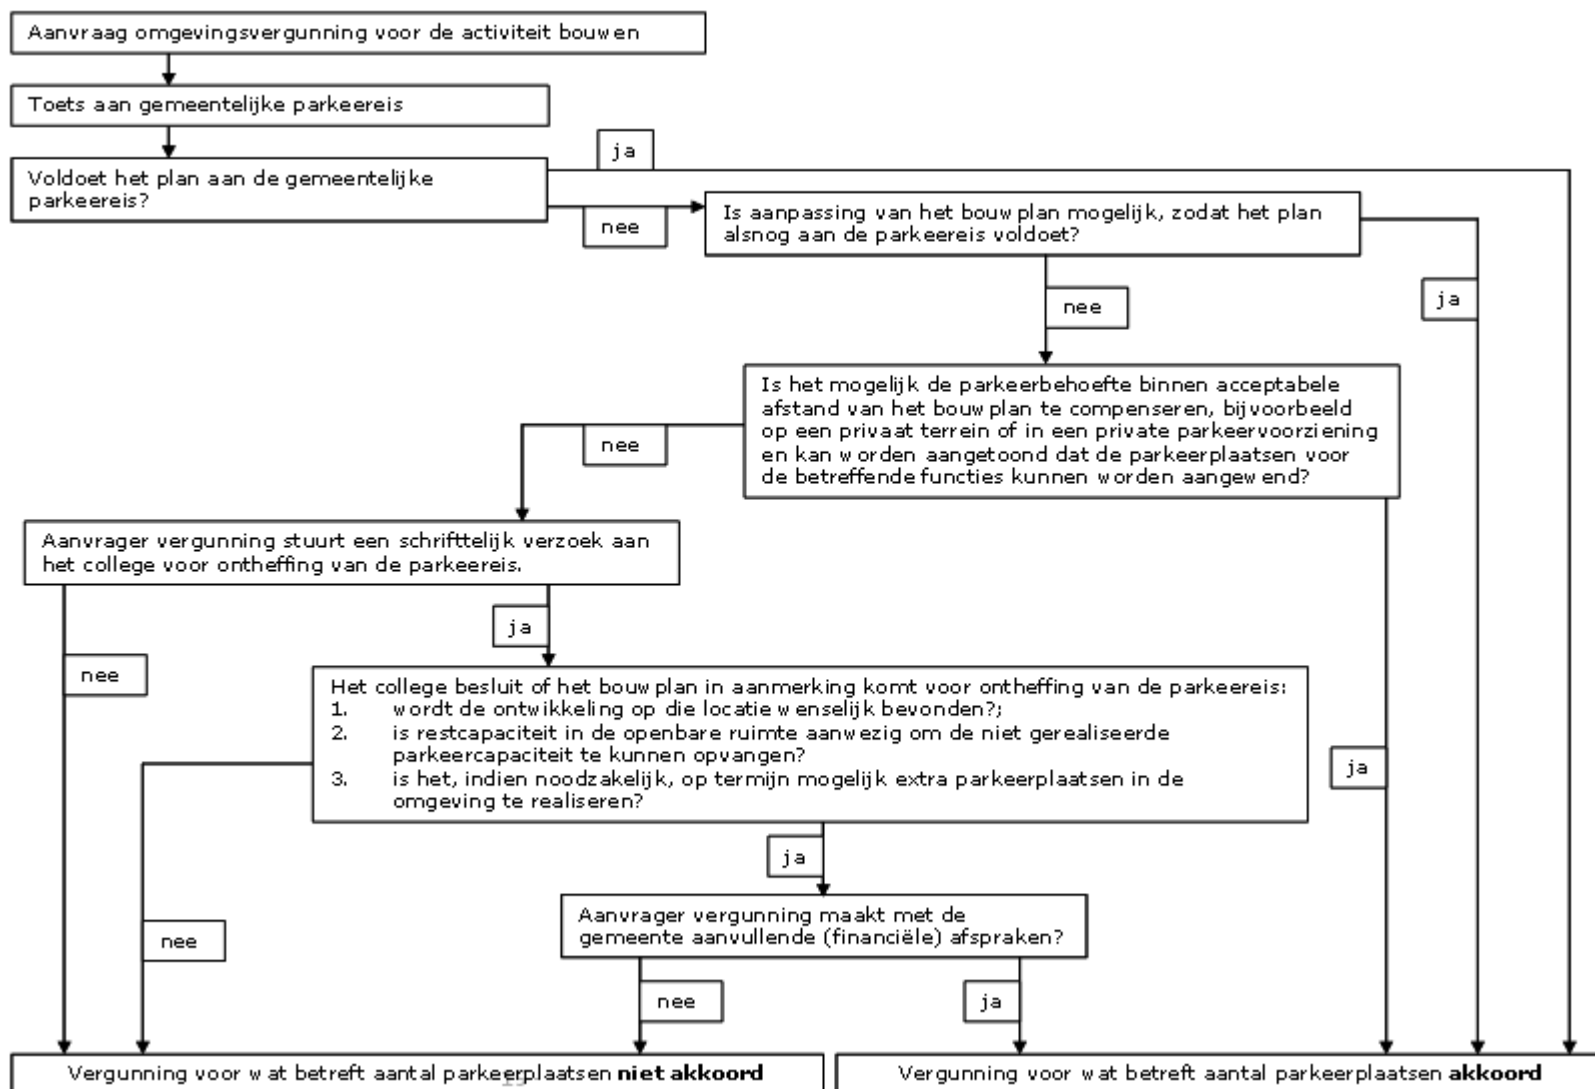 Aanvraag omgevingsvergunning voor de activiteit bouwen
Toets aan gemeentelijke parkeereis
ja
Voldoet het plan aan de gemeentelijke
parkeereis?
nee
Is aanpassing van het bouwplan mogelijk, zodat het plan
alsnog aan de parkeereis voldoet?
ja
nee
Is het mogelijk de parkeerbehoefte binnen acceptabele
afstand van het bouwplan te compenseren, bijvoorbeeld
op een privaat terrein of in een private parkeervoorziening
en kan worden aangetoond dat de parkeerplaatsen voor
de betreffende functies kunnen worden aangewend?
nee
Aanvrager vergunning stuurt een schrifttelijk verzoek aan
het college voor ontheffing van de parkeereis.
ja
nee
Het college besluit of het bouwplan in aanmerking komt voor ontheffing van de parkeereis:
1. wordt de ontwikkeling op die locatie wenselijk bevonden?;
2. is restcapaciteit in de openbare ruimte aanwezig om de niet gerealiseerde
parkeercapaciteit te kunnen opvangen?
3. is het, indien noodzakelijk, op termijn mogelijk extra parkeerplaatsen in de
omgeving te realiseren?
ja
ja
nee
Aanvrager vergunning maakt met de
gemeente aanvullende (financiële) afspraken?
nee
ja
Vergunning voor wat betreft aantal parkeerplaatsen niet akkoord
Vergunning voor wat betreft aantal parkeerplaatsen akkoord